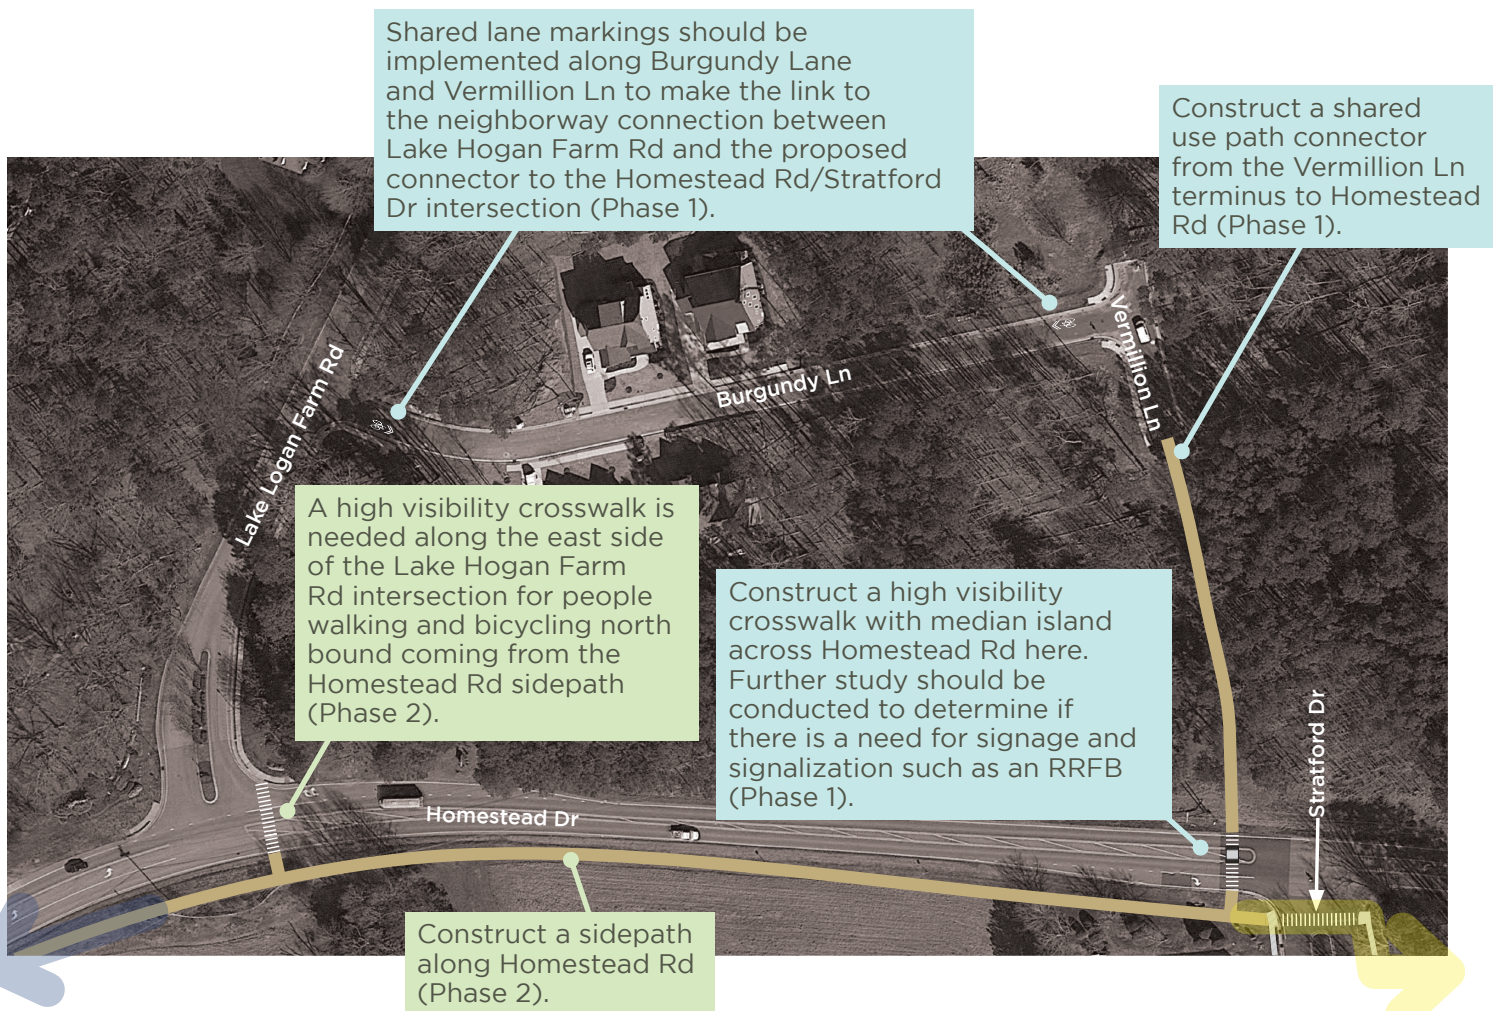 Shared lane markings should be
implemented along Burgundy Lane
and Vermillion Ln to make the link to
the neighborway connection between
Lake Hogan Farm Rd and the proposed
connector to the Homestead Rd/Stratford
Dr intersection (Phase 1).
Construct a shared
use path connector
from the Vermillion Ln
terminus to Homestead
Rd (Phase 1).
Lake Logan Farm Rd
Burgundy Ln
Vermillion Ln
A high visibility crosswalk is
needed along the east side
of the Lake Hogan Farm
Rd intersection for people
walking and bicycling north
bound coming from the
Homestead Rd sidepath
(Phase 2).
Construct a high visibility
crosswalk with median island
across Homestead Rd here.
Further study should be
conducted to determine if
there is a need for signage and
signalization such as an RRFB
(Phase 1).
Stratford Dr
Homestead Dr
Construct a sidepath
along Homestead Rd
(Phase 2).